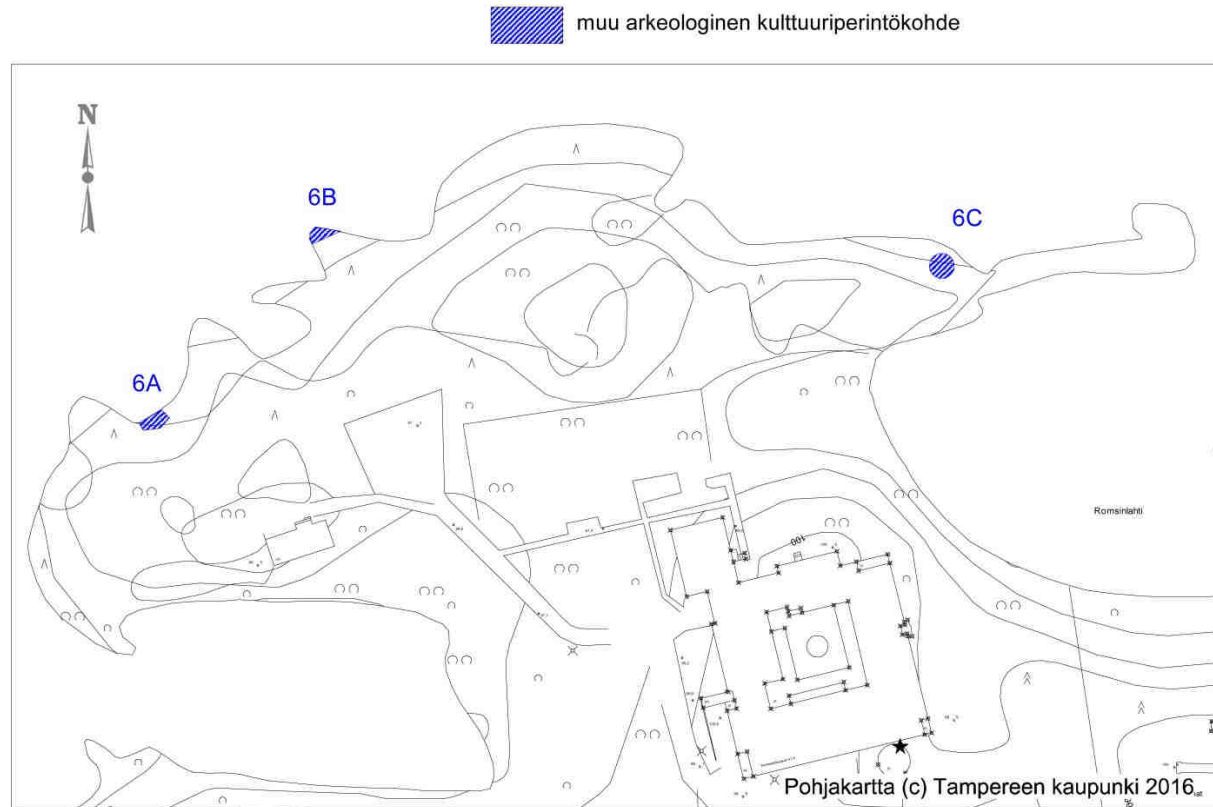 muu arkeologinen kulttuuriperintökohde
N
6B
6C
6A
Romsinlahti
100
Pohjakartta (c) Tampereen kaupunki 2016